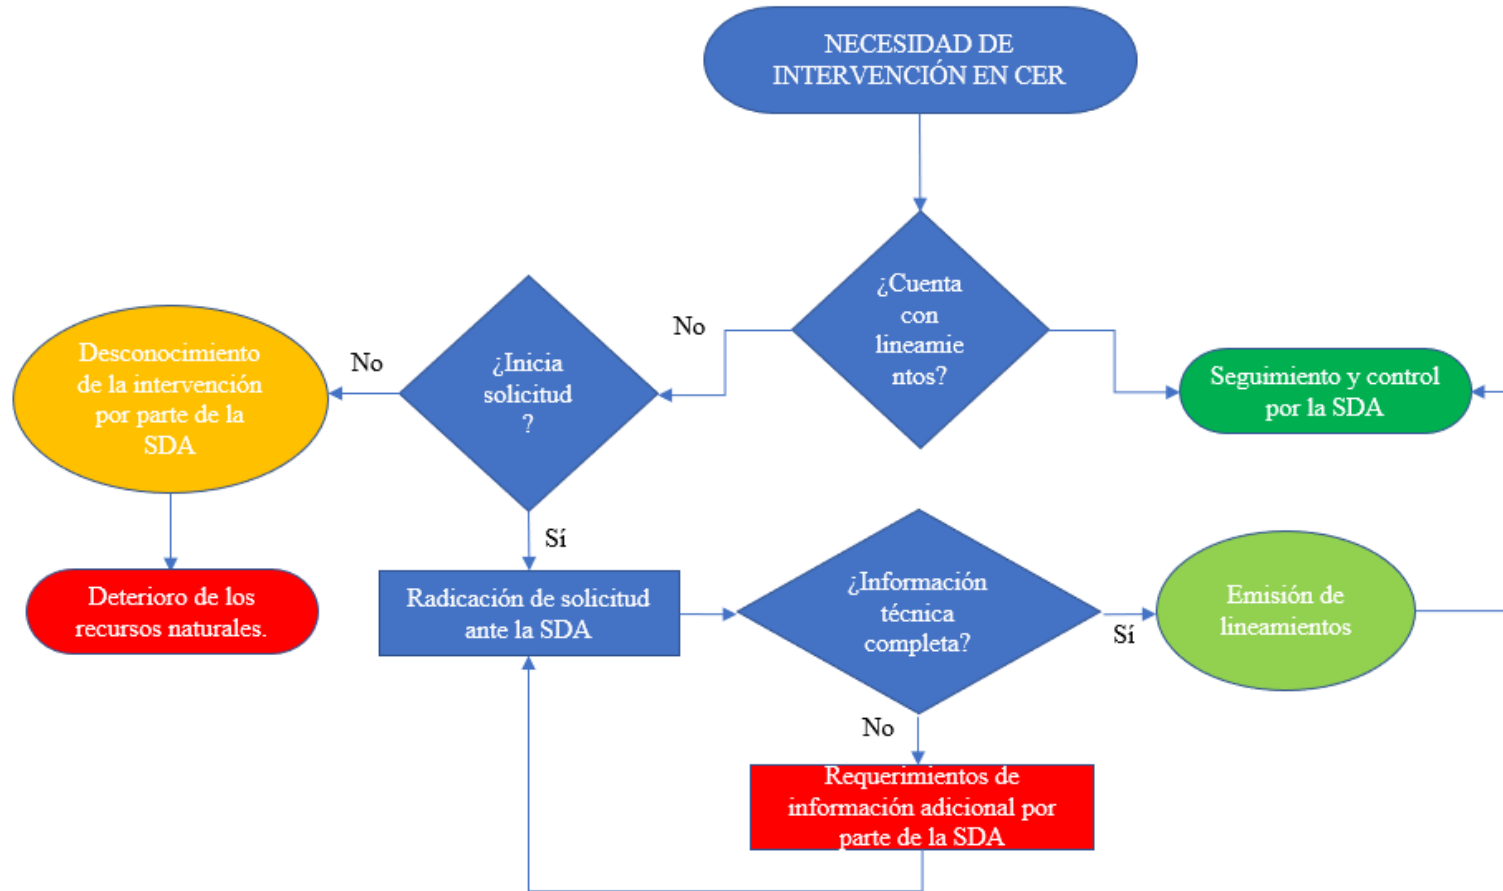 NECESIDAD DE
INTERVENCIÓN EN CER
¿Cuenta
con
lineamie
ntos?
No
¿Inicia
solicitud
?
No
Desconocimiento
de la intervención
por parte de la
SDA
Seguimiento y control
por la SDA
Sí
Deterioro de los
recursos naturales.
Radicación de solicitud
ante la SDA
¿Información
técnica
completa?
Sí
Emisión de
lineamientos
No
Requerimientos de
información adicional por
parte de la SDA